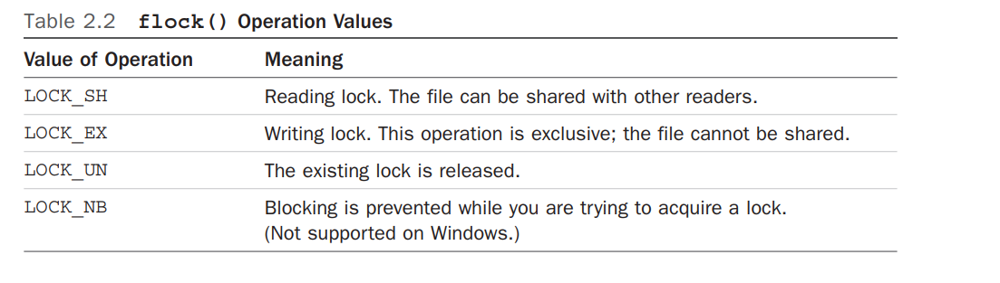 Table 2.2 flock() Operation Values
Value of Operation Meaning
LOCK_SH Reading lock. The file can be shared with other readers.
LOCK_EX Writing lock. This operation is exclusive; the file cannot be shared.
LOCK_UN The existing lock is released.
LOCK_NB Blocking is prevented while you are trying to acquire a lock.
(Not supported on Windows.)